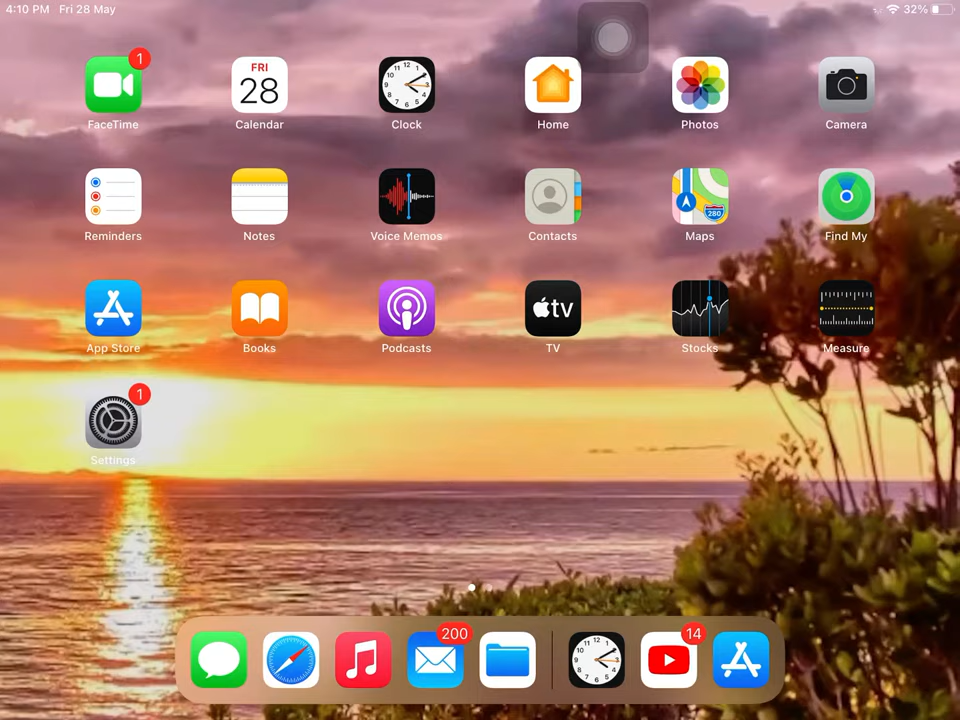 4:10 PM Fri 28 May
32%
1
FRI
28
FaceTime Calendar Clock Home Photos Camera
280
Reminders Notes Voice Memos Contacts Maps Find My
tv
App Store Books Podcasts TV Stocks Measure
1
Settings
200
14